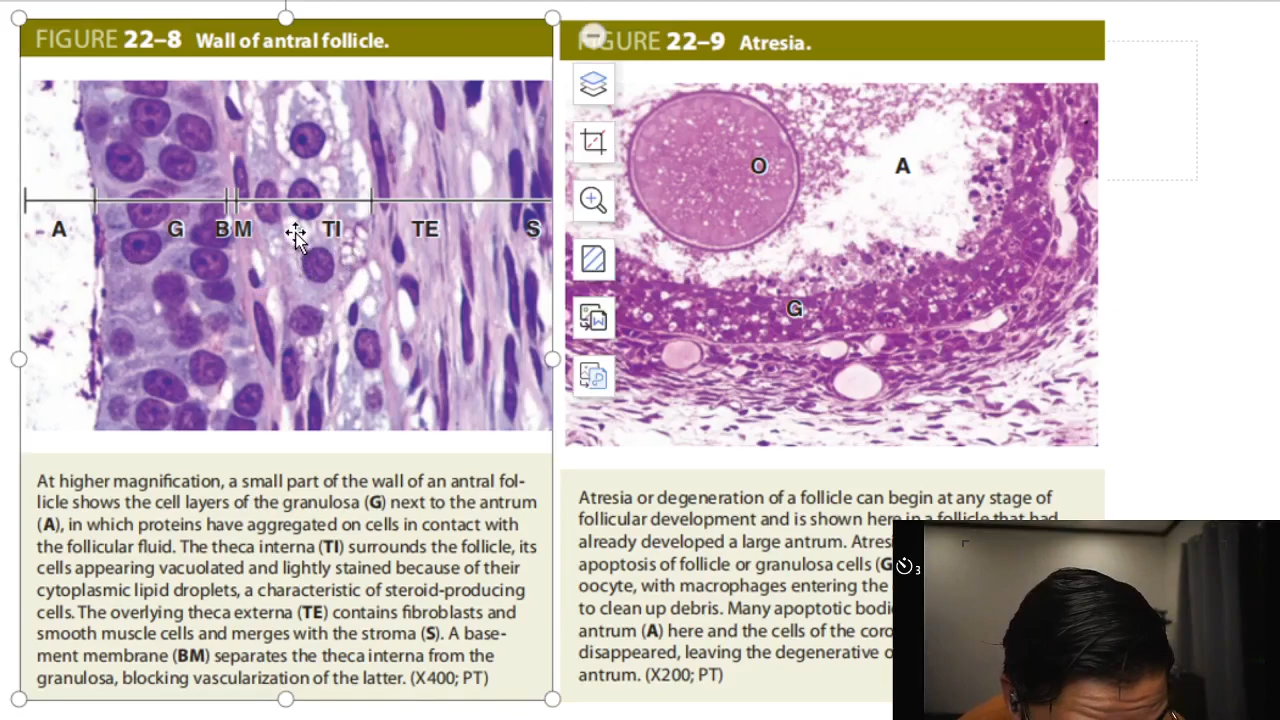 FIGURE 22–8 Wall of antral follicle.
A G BM TI TE S
At higher magnification, a small part of the wall of an antral fol-
licle shows the cell layers of the granulosa (G) next to the antrum
(A), in which proteins have aggregated on cells in contact with
the follicular fluid. The theca interna (TI) surrounds the follicle, its
cells appearing vacuolated and lightly stained because of their
cytoplasmic lipid droplets, a characteristic of steroid-producing
cells. The overlying theca externa (TE) contains fibroblasts and
smooth muscle cells and merges with the stroma (S). A base-
ment membrane (BM) separates the theca interna from the
granulosa, blocking vascularization of the latter. (X400; PT)
FIGURE 22–9 Atresia.
O
A
G
Atresia or degeneration of a follicle can begin at any stage of
follicular development and is shown here in a follicle that had
already developed a large antrum.
apoptosis of follicle or granulosa cells (G
oocyte, with macrophages entering the
to clean up debris. Many apoptotic
antrum (A) here and the cells of the
disappeared, leaving the degenerative
antrum. (X200; PT)
3